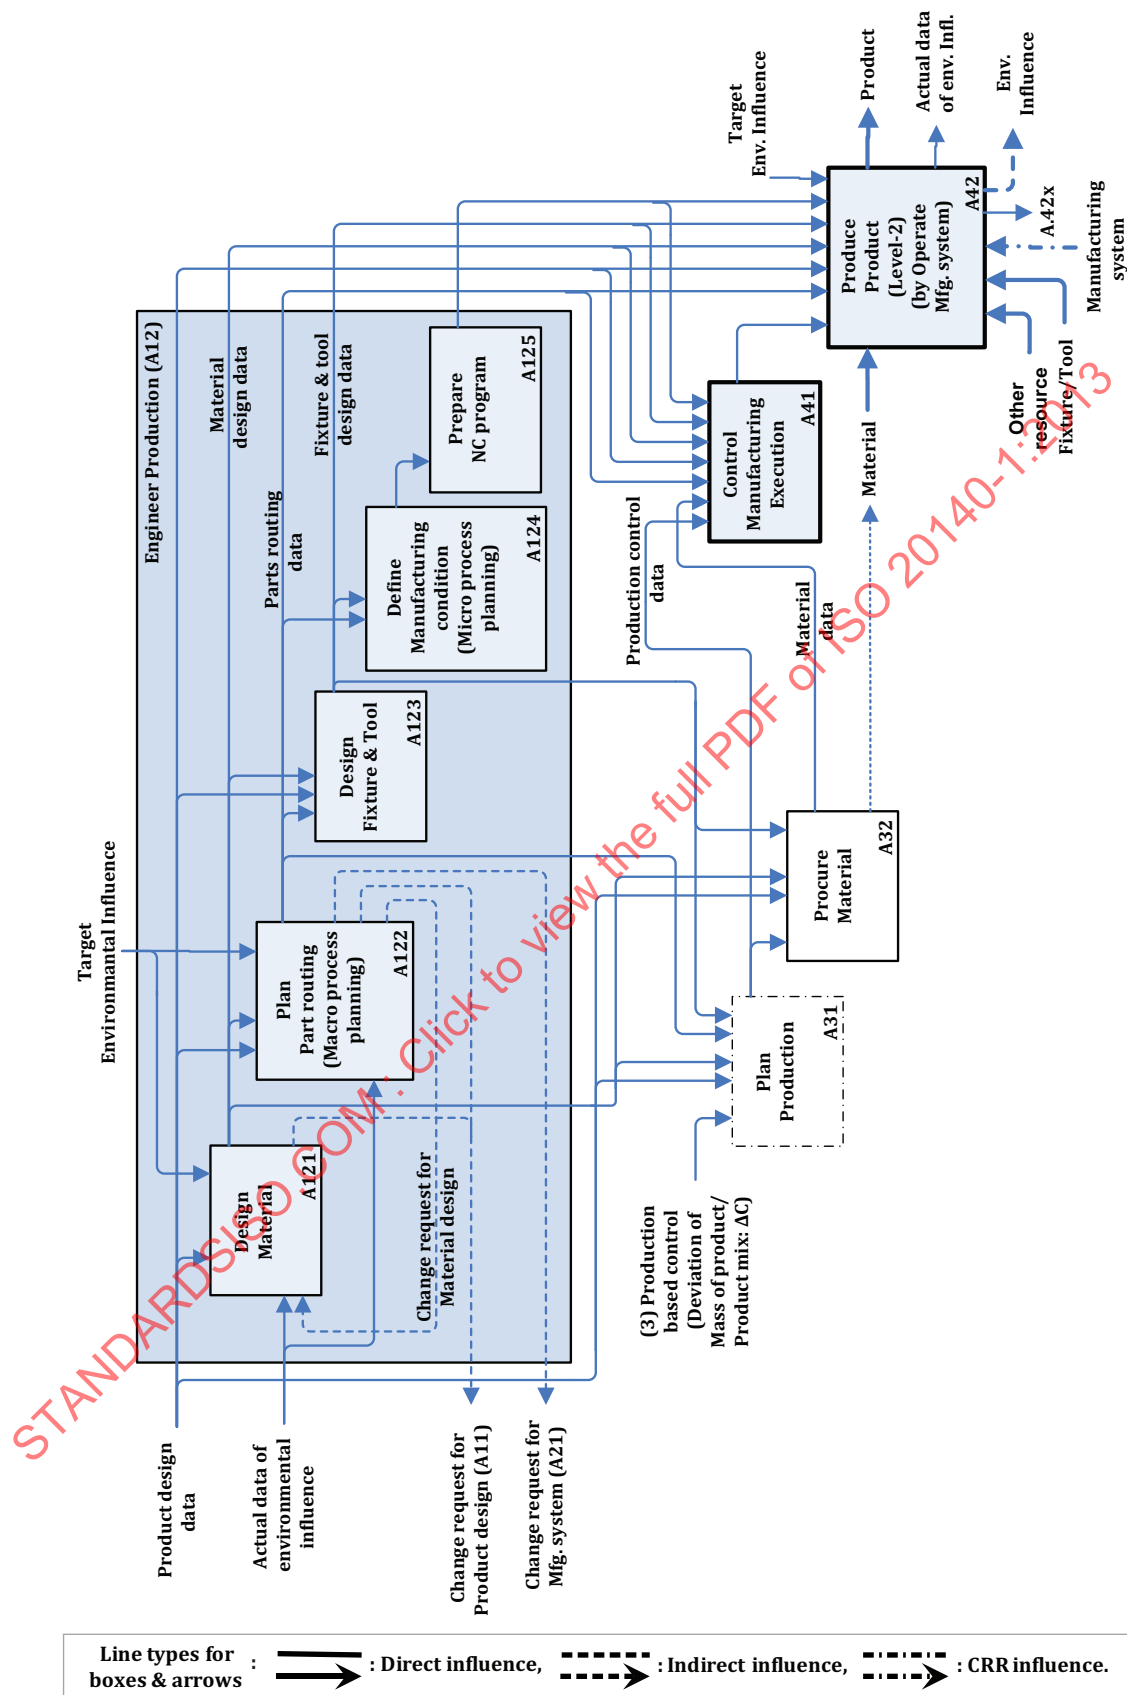 Engineer Production (A12)
Target
Environmantal Influence
Product design
data
Actual data of
environmental
influence
Change request for
Product design (A11)
Change request for
Mfg. system (A21)
Design
Material
A121
Plan
Part routing
(Macro process
planning)
A122
Design
Fixture & Tool
A123
Define
Manufacturing
condition
(Micro process
planning)
A124
Prepare
NC program
A125
Material
design data
Parts routing
data
Fixture & tool
design data
Change request for
Material design
(3) Production
based control
(Deviation of
Mass of product/
Product mix: ΔC)
Plan
Production
A31
Procure
Material
A32
Production control
data
Material
data
Material
Control
Manufacturing
Execution
A41
Target
Env. Influence
Produce
Product
(Level-2)
(by Operate
Mfg. system)
A42
Product
Actual data
of env. Infl.
Env.
Influence
A42x
Manufacturing
system
Fixture/Tool
Other
resource
Line types for
boxes & arrows
:
: Direct influence,
: Indirect influence,
: CRR influence.
STANDARDSISO.COM : Click to view the full PDF of ISO 20140-1:2013